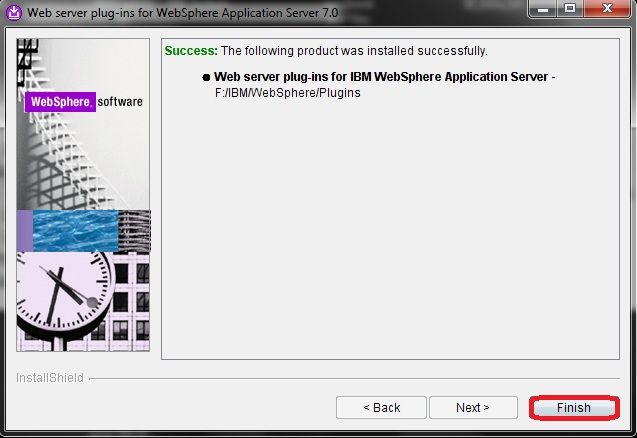 Web server plug-ins for WebSphere Application Server 7.0
Success: The following product was installed successfully.
Web server plug-ins for IBM WebSphere Application Server -
F:/IBM/WebSphere/Plugins
WebSphere. software
InstallShield
< Back
Next >
Finish